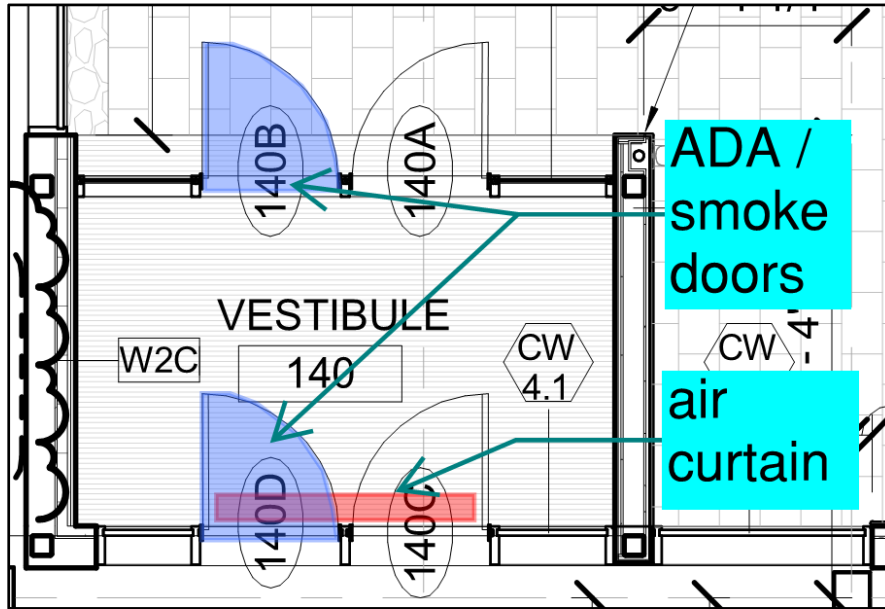 140B
140A
ADA /
smoke
doors
VESTIBULE
W2C
140
CW
4.1
CW
air
curtain
140D
140C